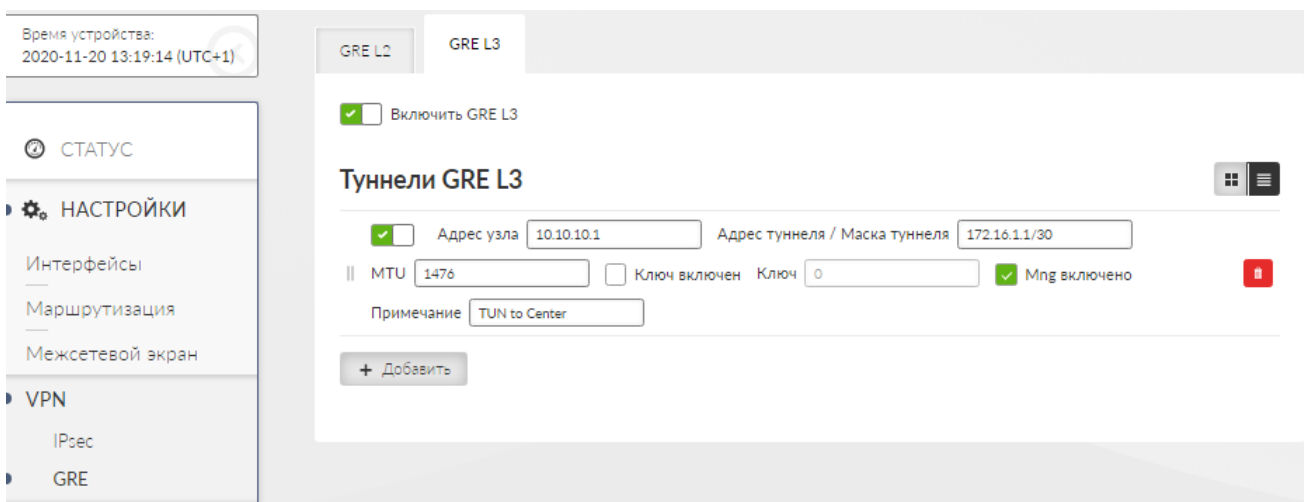 Время устройства:
2020-11-20 13:19:14 (UTC+1)
GRE L2
GRE L3
Включить GRE L3
СТАТУС
Туннели GRE L3
НАСТРОЙКИ
Адрес узла 10.10.10.1 Адрес туннеля / Маска туннеля 172.16.1.1/30
Интерфейсы
MTU 1476 Ключ включен Ключ 0 Mng включено
Маршрутизация
Примечание TUN to Center
Межсетевой экран
+ Добавить
VPN
IPsec
GRE